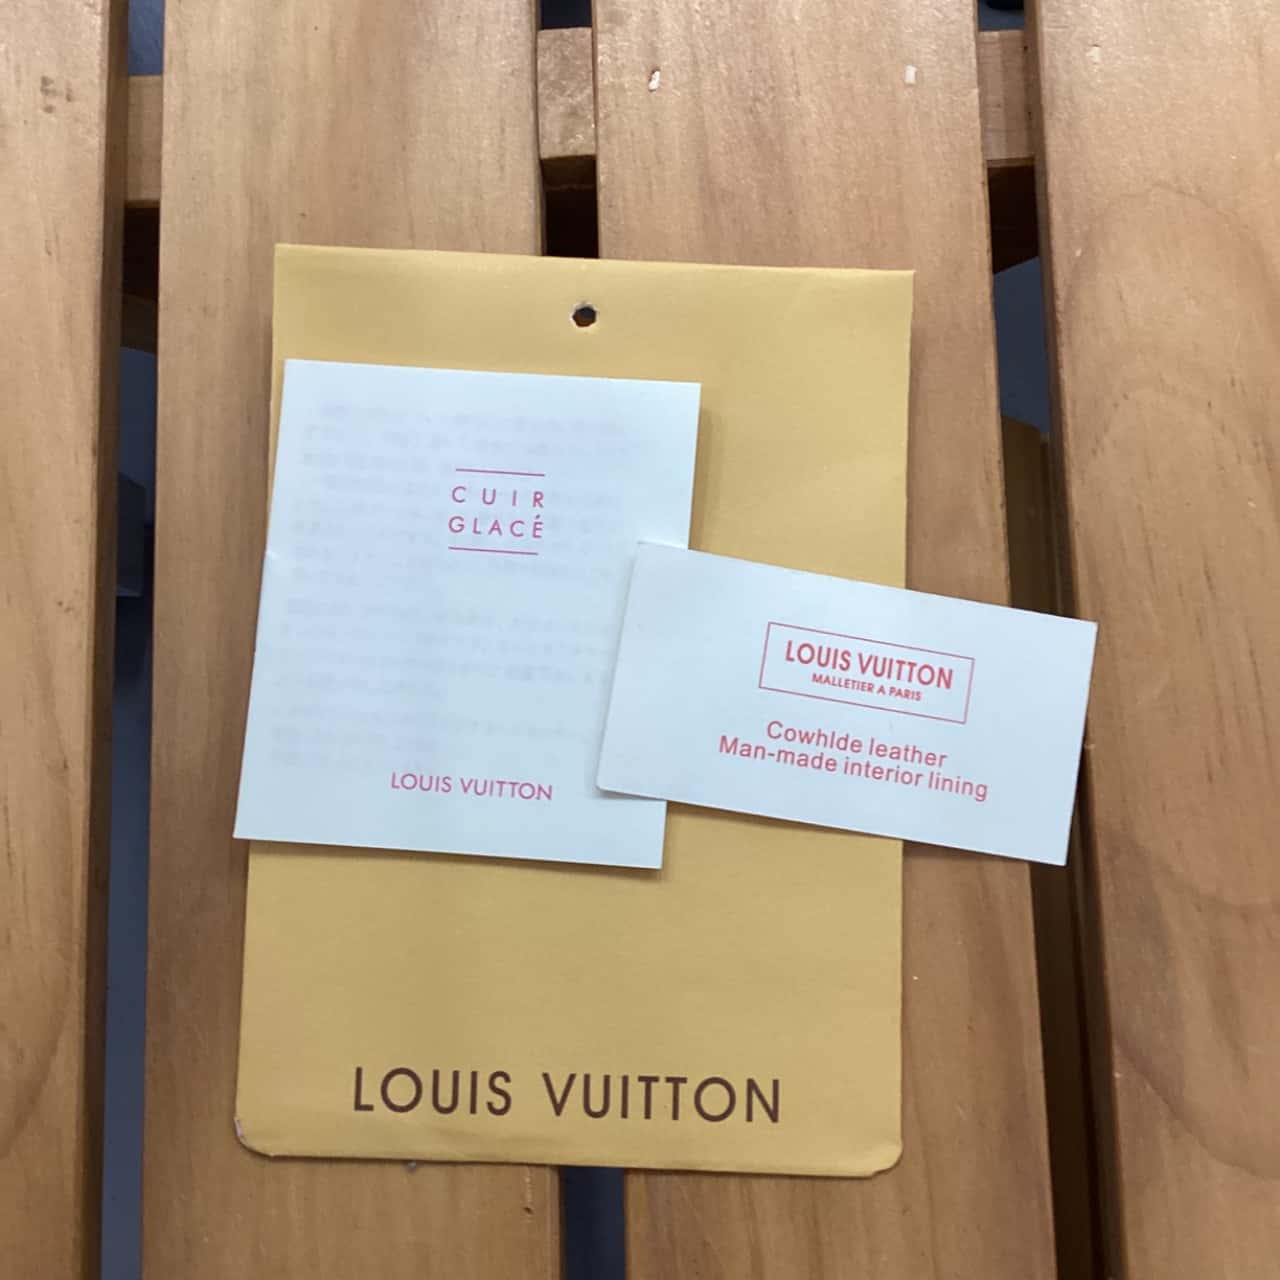 CUIR
GLACÉ
LOUIS VUITTON
LOUIS VUITTON
MALLETIER A PARIS
Cowhlde leather
Man-made interior lining
LOUIS VUITTON